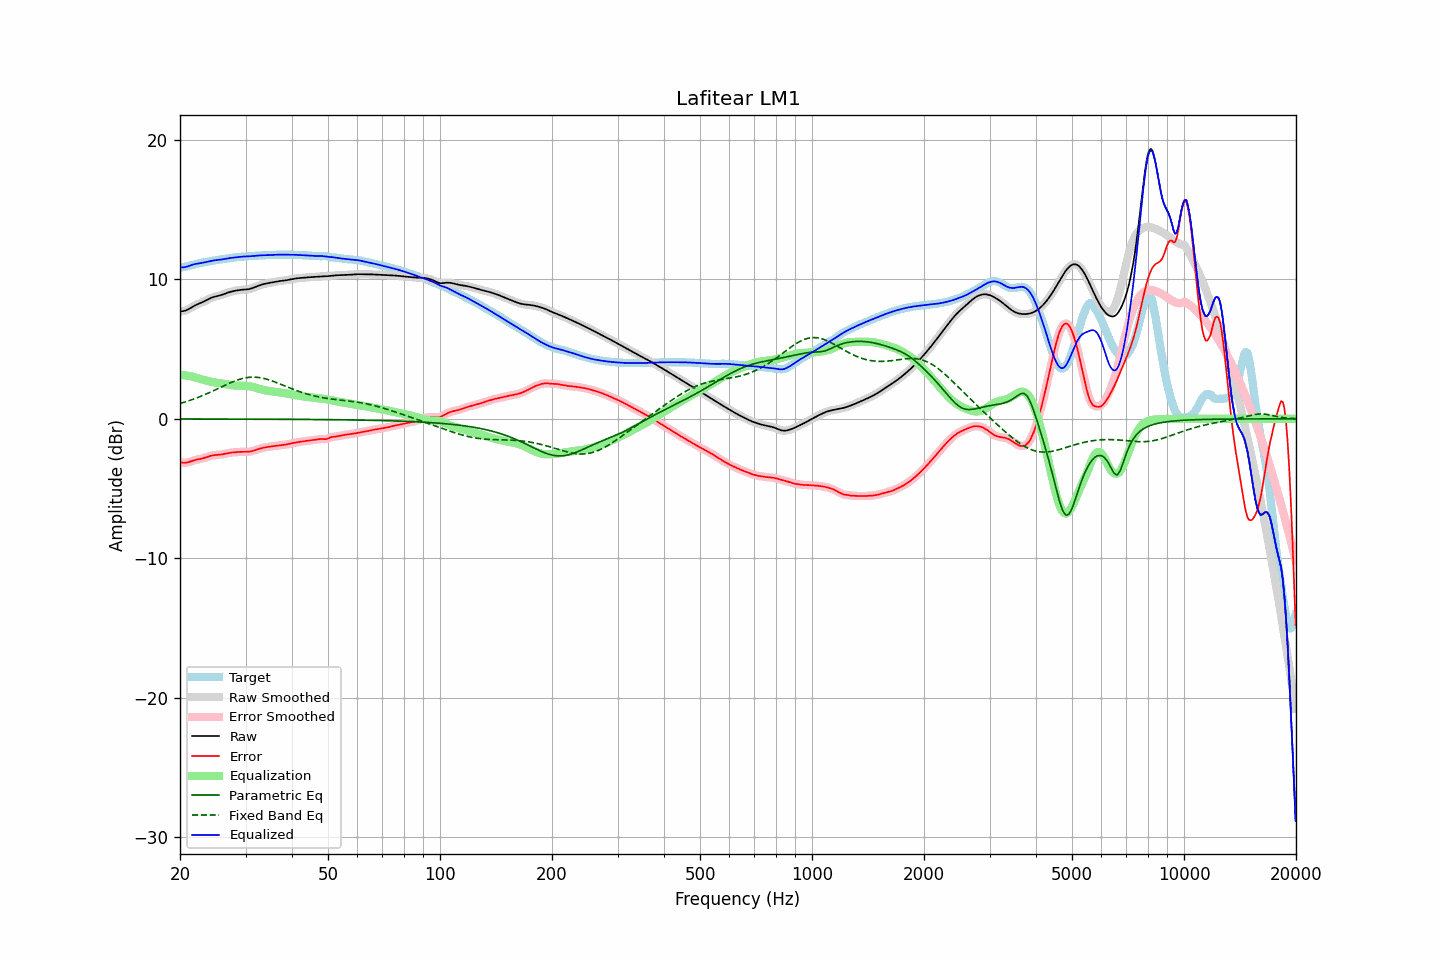 Lafitear LM1
20
10
0
−10
−20
−30
Amplitude (dBr)
Target
Raw Smoothed
Error Smoothed
Raw
Error
Equalization
Parametric Eq
Fixed Band Eq
Equalized
20 50 100 200 500 1000 2000 5000 10000 20000
Frequency (Hz)